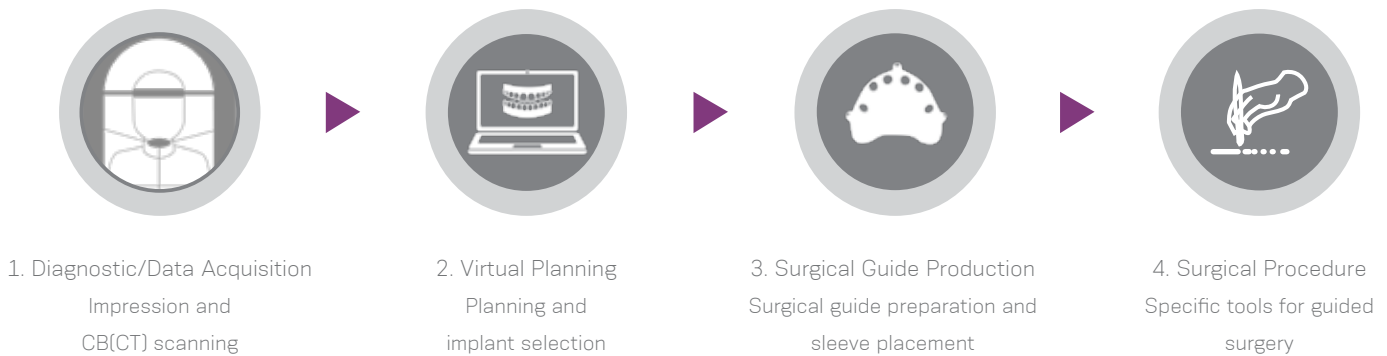 1. Diagnostic/Data Acquisition
Impression and
CB(CT) scanning
2. Virtual Planning
Planning and
implant selection
3. Surgical Guide Production
Surgical guide preparation and
sleeve placement
4. Surgical Procedure
Specific tools for guided
surgery